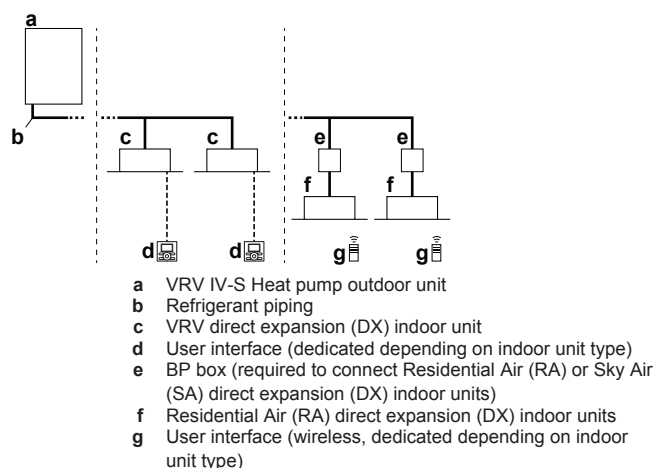 a
b
c c
d d
e e
f f
g g
a VRV IV-S Heat pump outdoor unit
b Refrigerant piping
c VRV direct expansion (DX) indoor unit
d User interface (dedicated depending on indoor unit type)
e BP box (required to connect Residential Air (RA) or Sky Air
(SA) direct expansion (DX) indoor units)
f Residential Air (RA) direct expansion (DX) indoor units
g User interface (wireless, dedicated depending on indoor
unit type)